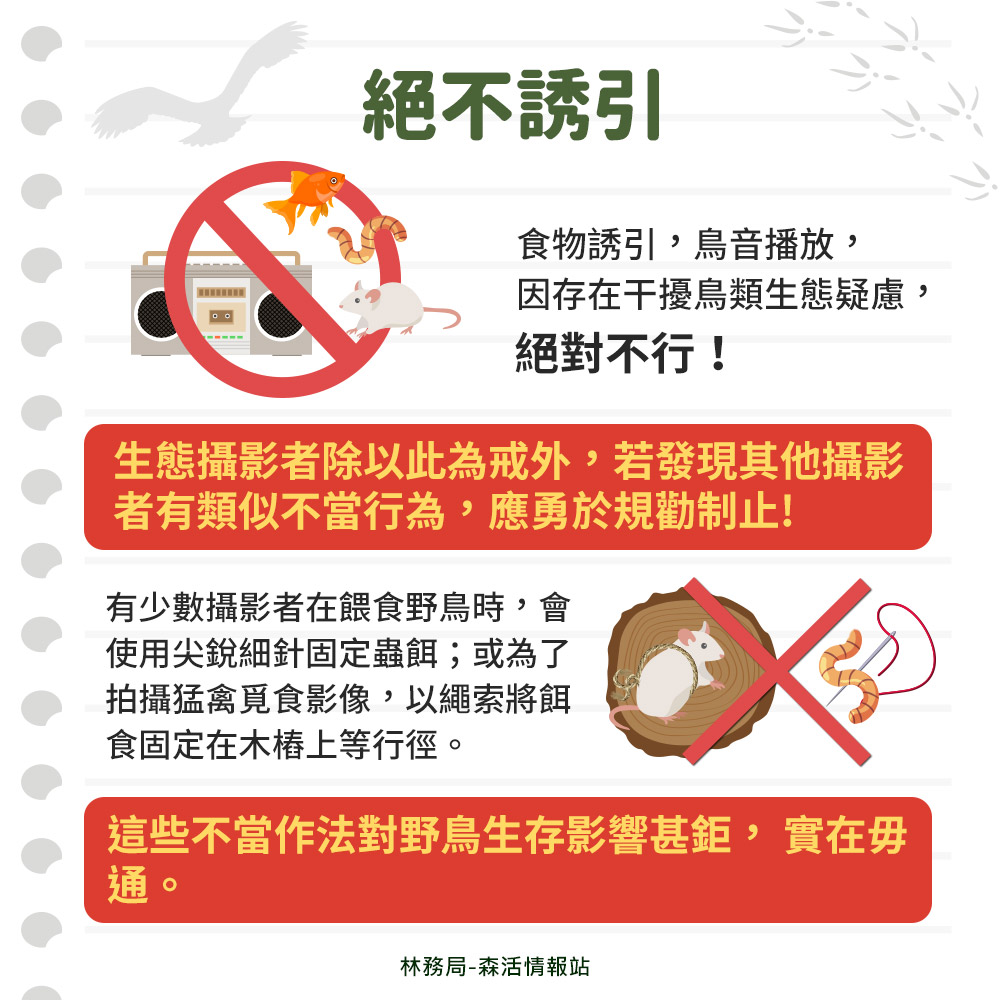 絕不誘引
食物誘引，鳥音播放，
因存在干擾鳥類生態疑慮，
絕對不行！
生態攝影者除以此為戒外，若發現其他攝影
者有類似不當行為，應勇於規勸制止!
有少數攝影者在餵食野鳥時，會
使用尖銳細針固定蟲餌；或為了
拍攝猛禽覓食影像，以繩索將餌
食固定在木樁上等行徑。
這些不當作法對野鳥生存影響甚鉅， 實在毋
通。
林務局-森活情報站